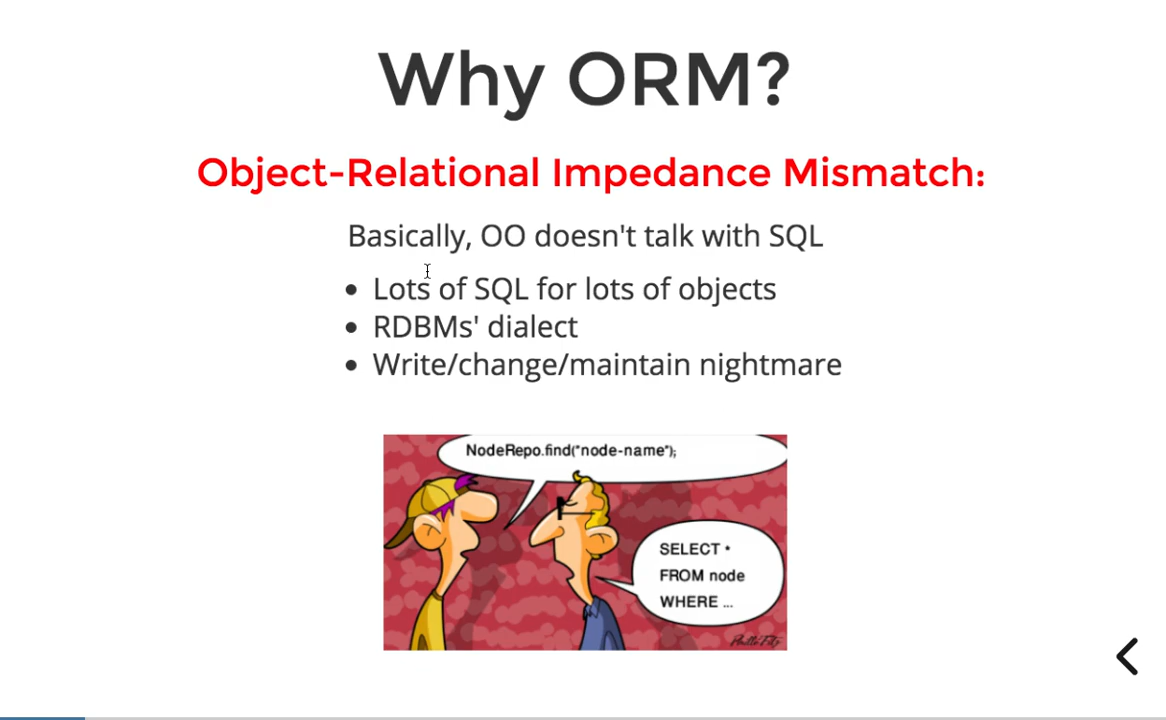 Why ORM?
Object-Relational Impedance Mismatch:
Basically, OO doesn't talk with SQL
• Lots of SQL for lots of objects
• RDBMs' dialect
• Write/change/maintain nightmare
NodeRepo.find("node-name");
SELECT *
FROM node
WHERE ...